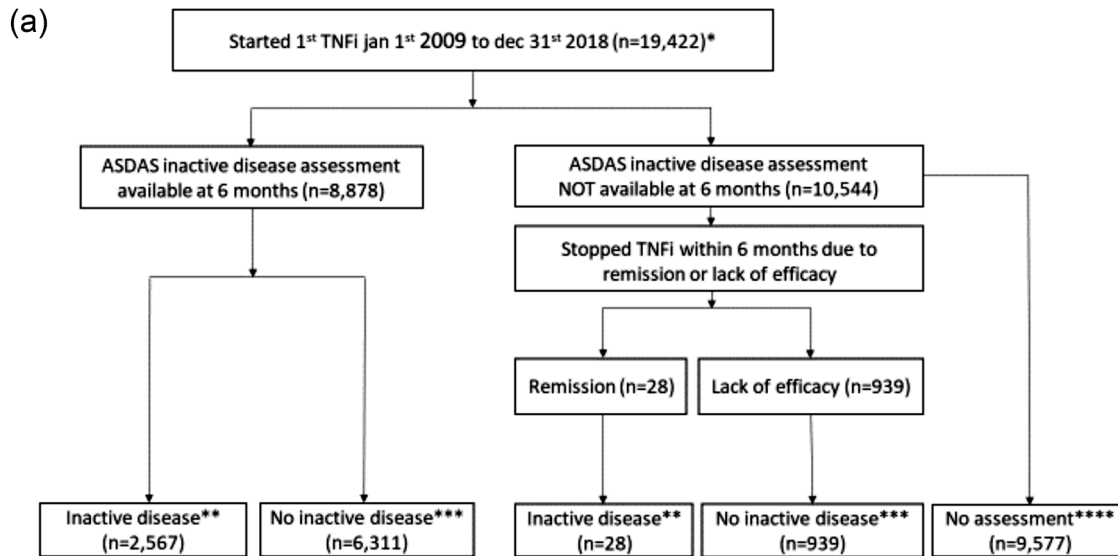 (a)
Started 1st TNFi jan 1st 2009 to dec 31st 2018 (n=19,422)*
ASDAS inactive disease assessment
available at 6 months (n=8,878)
ASDAS inactive disease assessment
NOT available at 6 months (n=10,544)
Stopped TNFi within 6 months due to
remission or lack of efficacy
Remission (n=28)
Lack of efficacy (n=939)
Inactive disease**
(n=2,567)
No inactive disease***
(n=6,311)
Inactive disease**
(n=28)
No inactive disease***
(n=939)
No assessment****
(n=9,577)